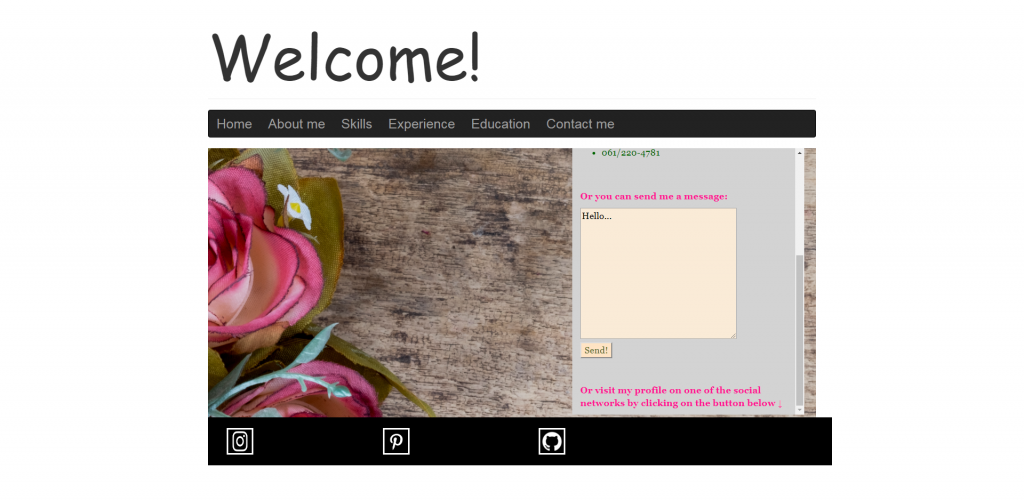 Welcome!
Home About me Skills Experience Education Contact me
061/220-4781
Or you can send me a message:
Hello...
Send!
Or visit my profile on one of the social
networks by clicking on the button below ↓